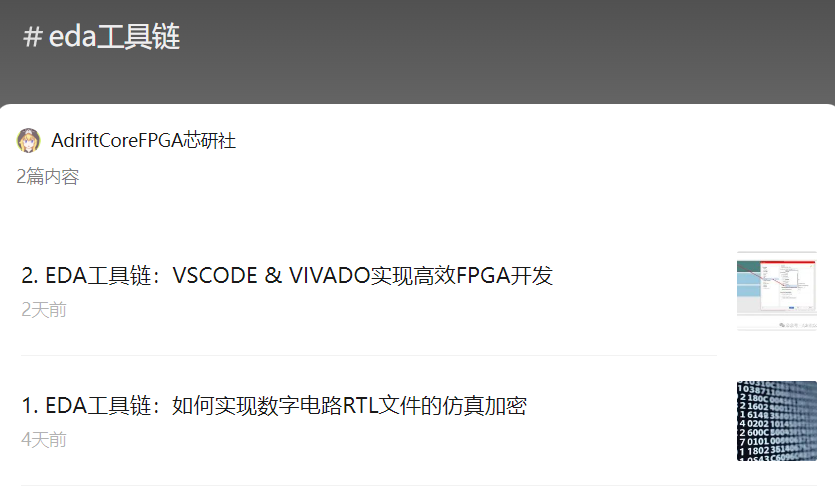 # eda工具链
AdriftCoreFPGA芯研社
2篇内容
2. EDA工具链：VSCODE & VIVADO实现高效FPGA开发
2天前
1. EDA工具链：如何实现数字电路RTL文件的仿真加密
4天前